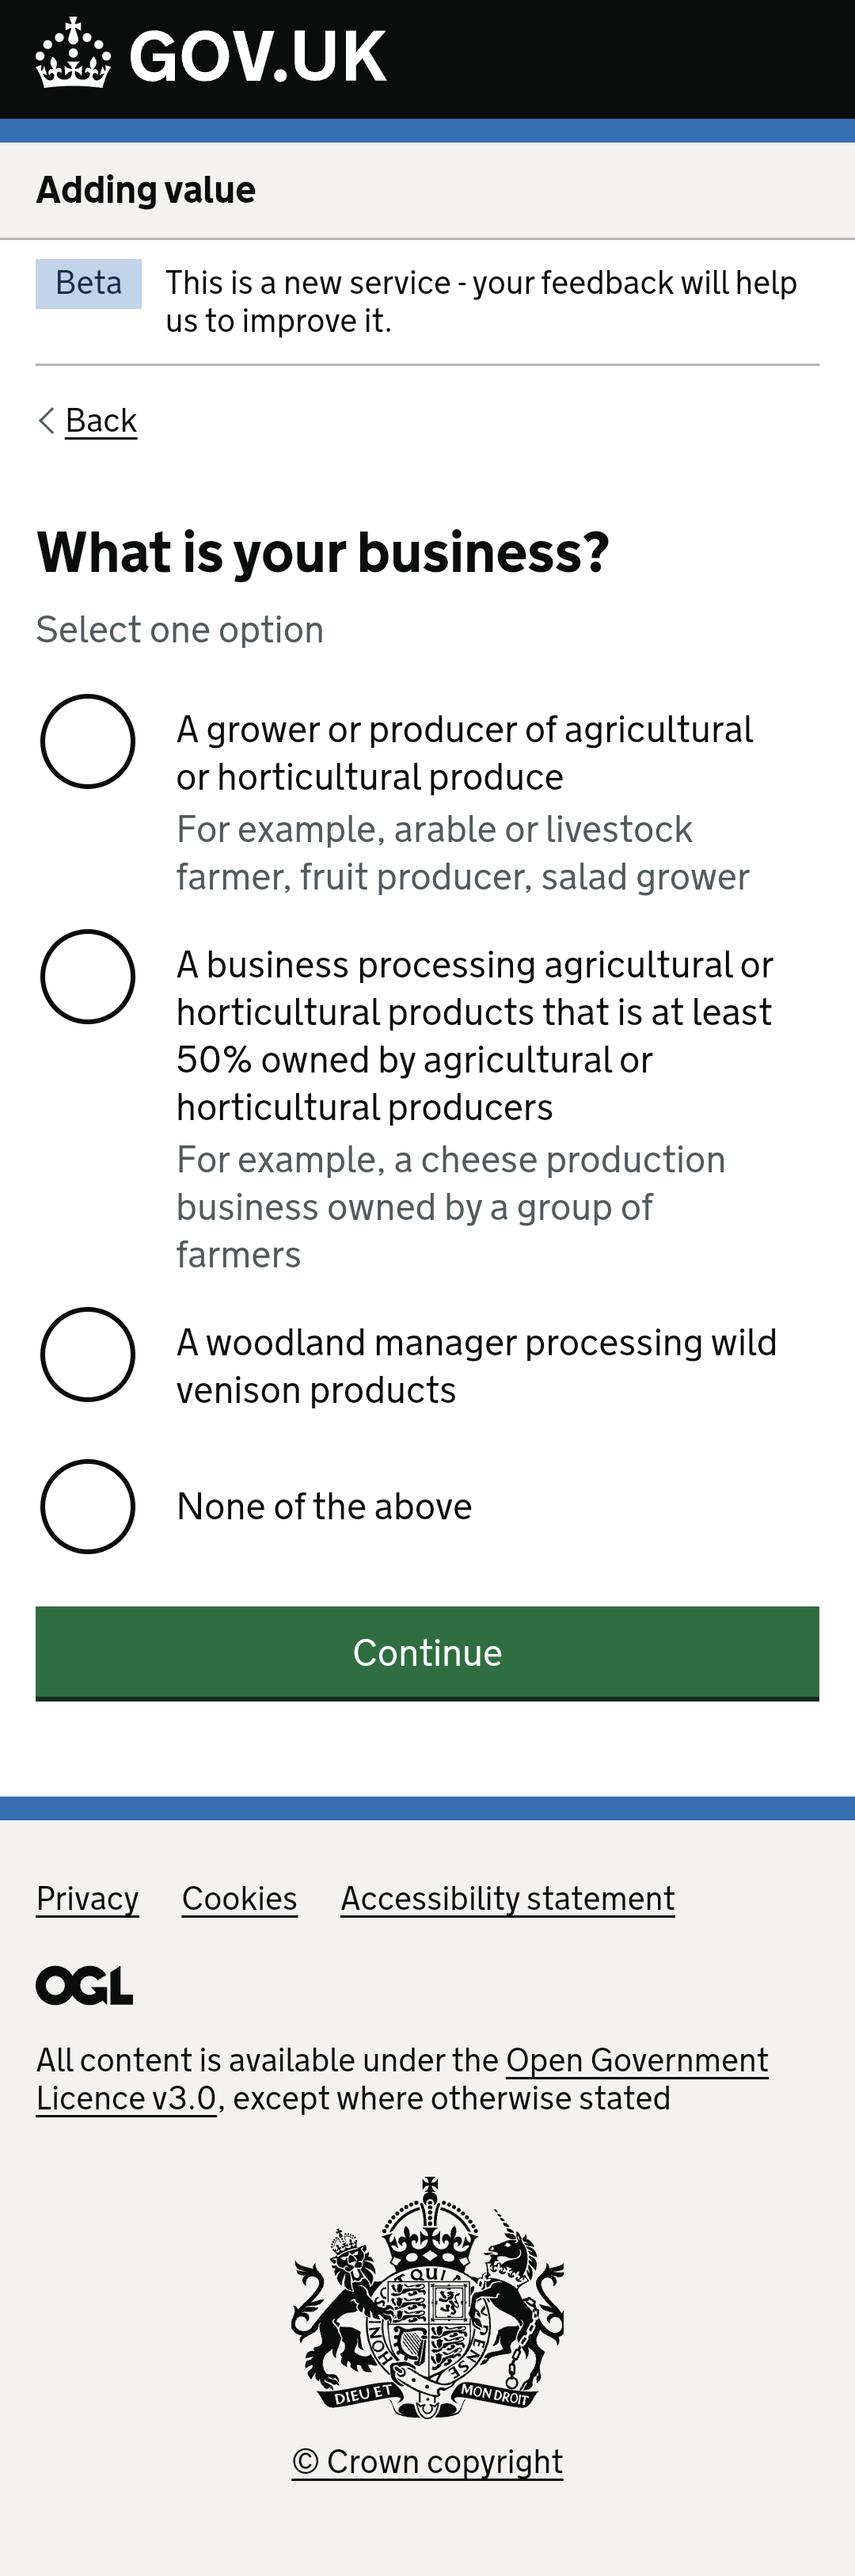 GOV.UK
Adding value
Beta
This is a new service - your feedback will help
us to improve it.
Back
What is your business?
Select one option
A grower or producer of agricultural
or horticultural produce
For example, arable or livestock
farmer, fruit producer, salad grower
A business processing agricultural or
horticultural products that is at least
50% owned by agricultural or
horticultural producers
For example, a cheese production
business owned by a group of
farmers
A woodland manager processing wild
venison products
None of the above
Continue
Privacy Cookies Accessibility statement
OGL
All content is available under the Open Government
Licence v3.0, except where otherwise stated
QUI
DIEU ET MON DROIT
© Crown copyright